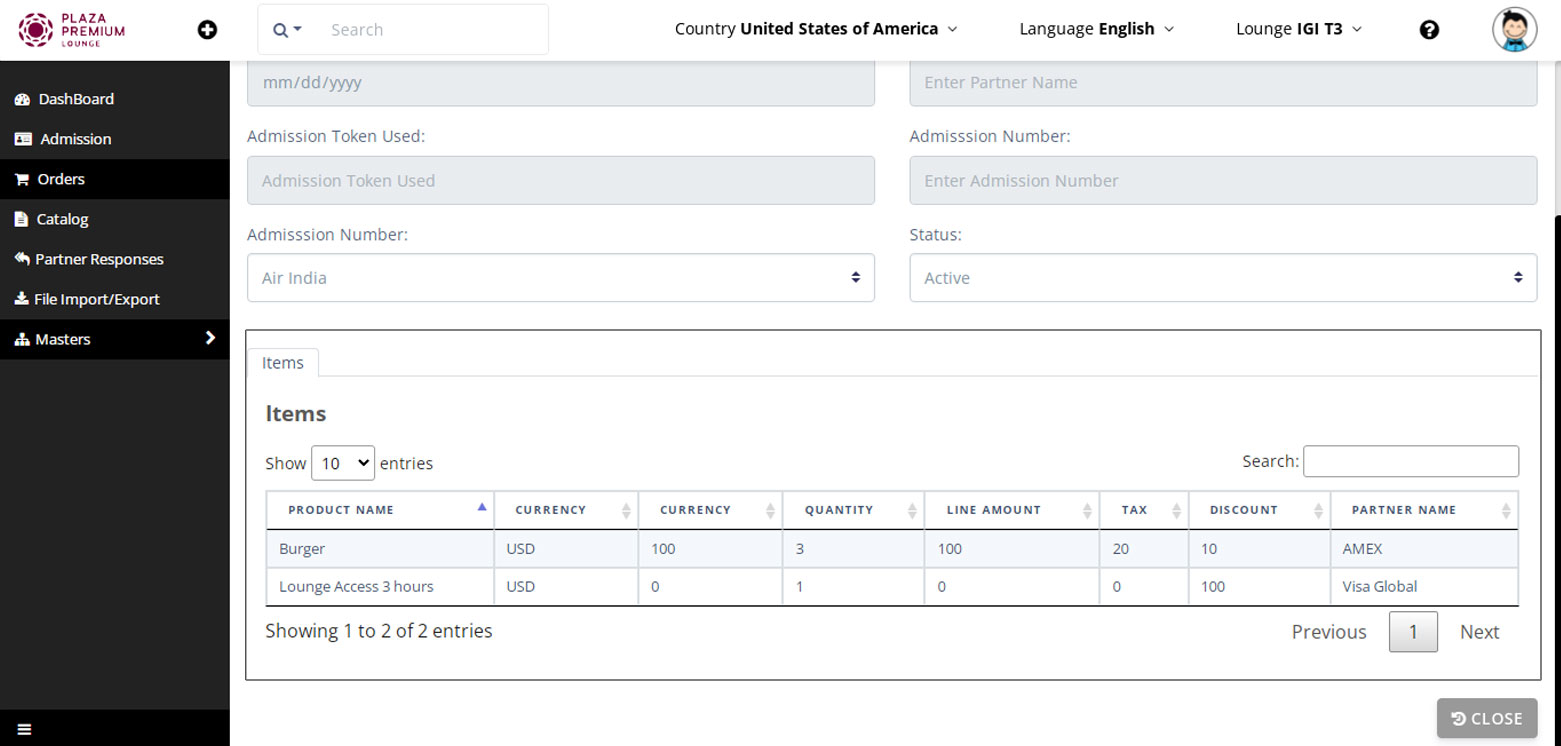 PLAZA
PREMIUM
LOUNGE
Search
Country United States of America
Language English
Lounge IGI T3
DashBoard
Admission
Orders
Catalog
Partner Responses
File Import/Export
Masters
mm/dd/yyyy
Enter Partner Name
Admission Token Used:
Admisssion Number:
Admission Token Used
Enter Admission Number
Admisssion Number:
Status:
Air India
Active
Items
Items
Show 10 entries
Search:
PRODUCT NAME CURRENCY CURRENCY QUANTITY LINE AMOUNT TAX DISCOUNT PARTNER NAME
Burger USD 100 3 100 20 10 AMEX
Lounge Access 3 hours USD 0 1 0 0 100 Visa Global
Showing 1 to 2 of 2 entries
Previous 1 Next
CLOSE